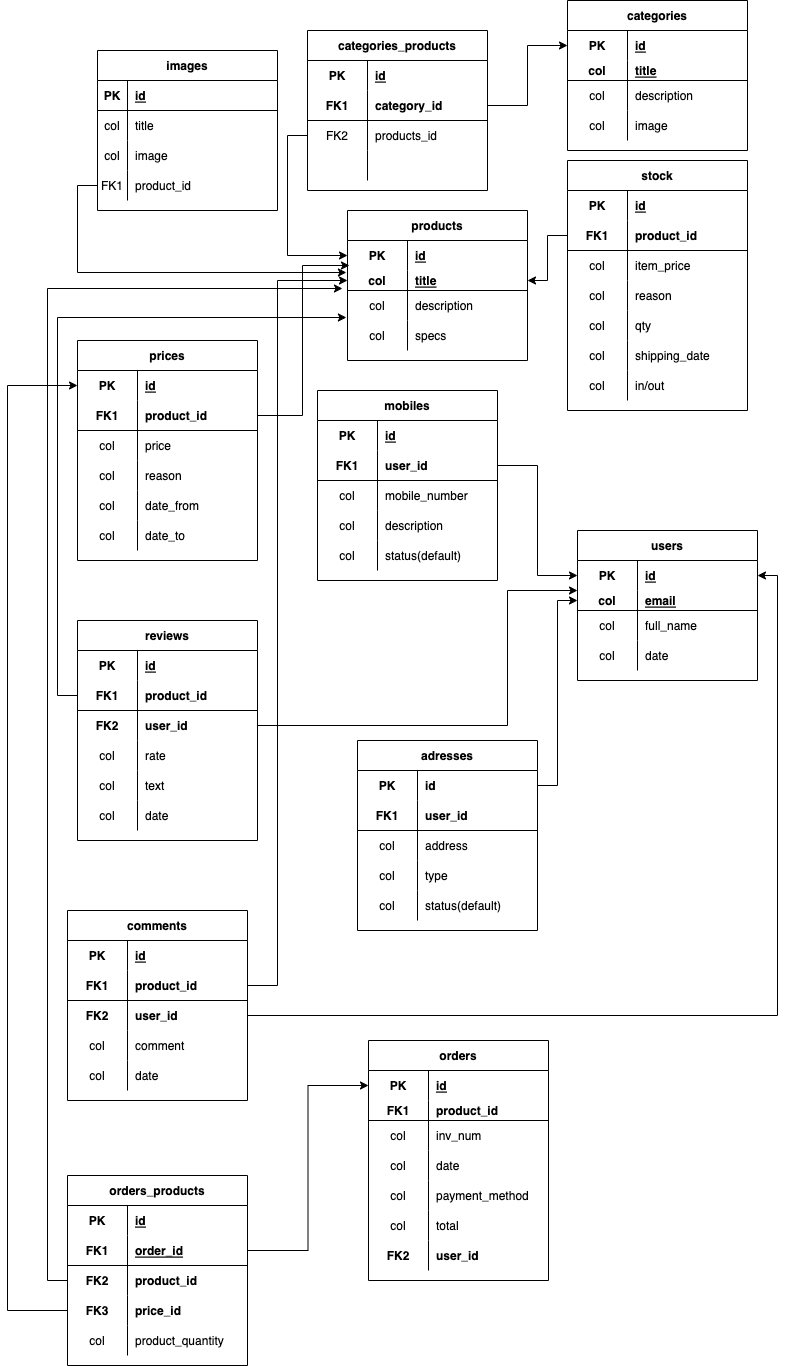 categories
PK id
col title
col description
col image
categories_products
PK id
FK1 category_id
FK2 products_id
images
PK id
col title
col image
FK1 product_id
stock
PK id
FK1 product_id
col item_price
col reason
col qty
col shipping_date
col in/out
products
PK id
col title
col description
col specs
prices
PK id
FK1 product_id
col price
col reason
col date_from
col date_to
mobiles
PK id
FK1 user_id
col mobile_number
col description
col status(default)
users
PK id
col email
col full_name
col date
reviews
PK id
FK1 product_id
FK2 user_id
col rate
col text
col date
adresses
PK id
FK1 user_id
col address
col type
col status(default)
comments
PK id
FK1 product_id
FK2 user_id
col comment
col date
orders
PK id
FK1 product_id
col inv_num
col date
col payment_method
col total
FK2 user_id
orders_products
PK id
FK1 order_id
FK2 product_id
FK3 price_id
col product_quantity